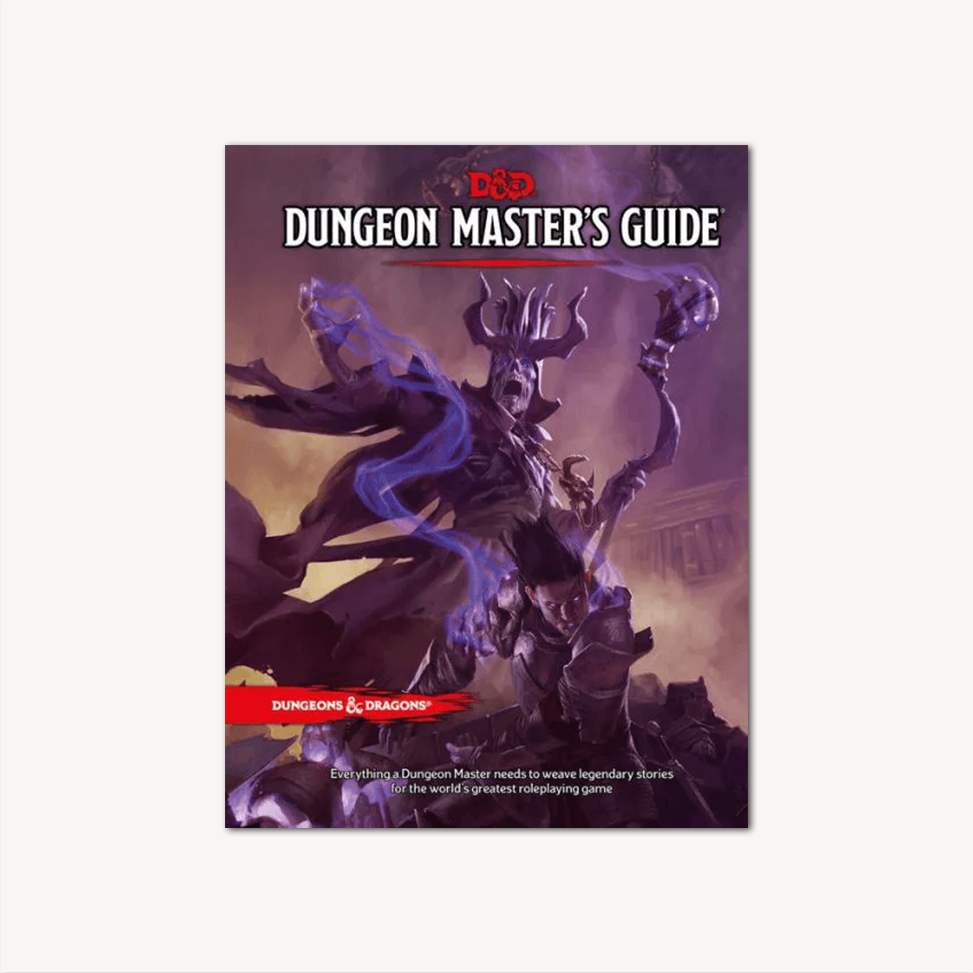 D&D
DUNGEON MASTER'S GUIDE®
DUNGEONS & DRAGONS®
Everything a Dungeon Master needs to weave legendary stories
for the world's greatest roleplaying game